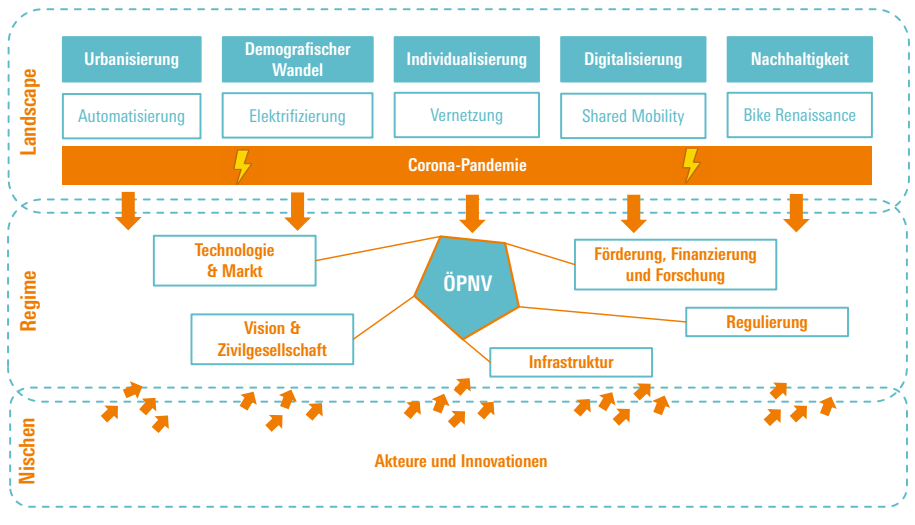 Landscape
Urbanisierung
Demografischer
Wandel
Individualisierung
Digitalisierung
Nachhaltigkeit
Automatisierung
Elektrifizierung
Vernetzung
Shared Mobility
Bike Renaissance
Corona-Pandemie
Regime
Technologie
& Markt
ÖPNV
Förderung, Finanzierung
und Forschung
Vision &
Zivilgesellschaft
Regulierung
Infrastruktur
Nischen
Akteure und Innovationen